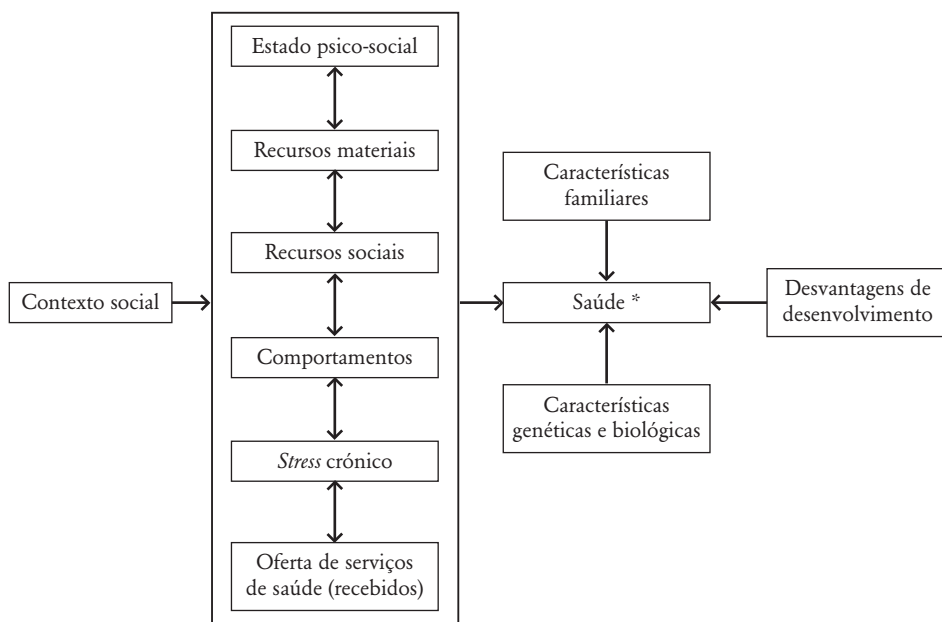 Estado psico-social
Recursos materiais
Recursos sociais
Comportamentos
Stress crónico
Oferta de serviços
de saúde (recebidos)
Contexto social
Características
familiares
Saúde *
Características
genéticas e biológicas
Desvantagens de
desenvolvimento